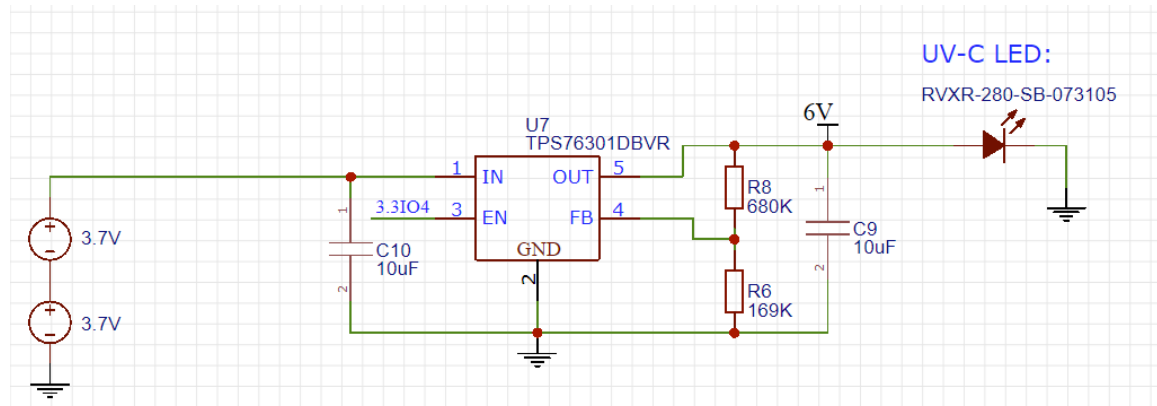 UV-C LED:
RVXR-280-SB-073105
6V
U7
TPS76301DBVR
1 IN OUT 5
3.3IO4 3 EN FB 4
GND
2
R8
680K
R6
169K
1
C10
10uF
2
1
C9
10uF
2
+
3.7V
-
+
3.7V
-